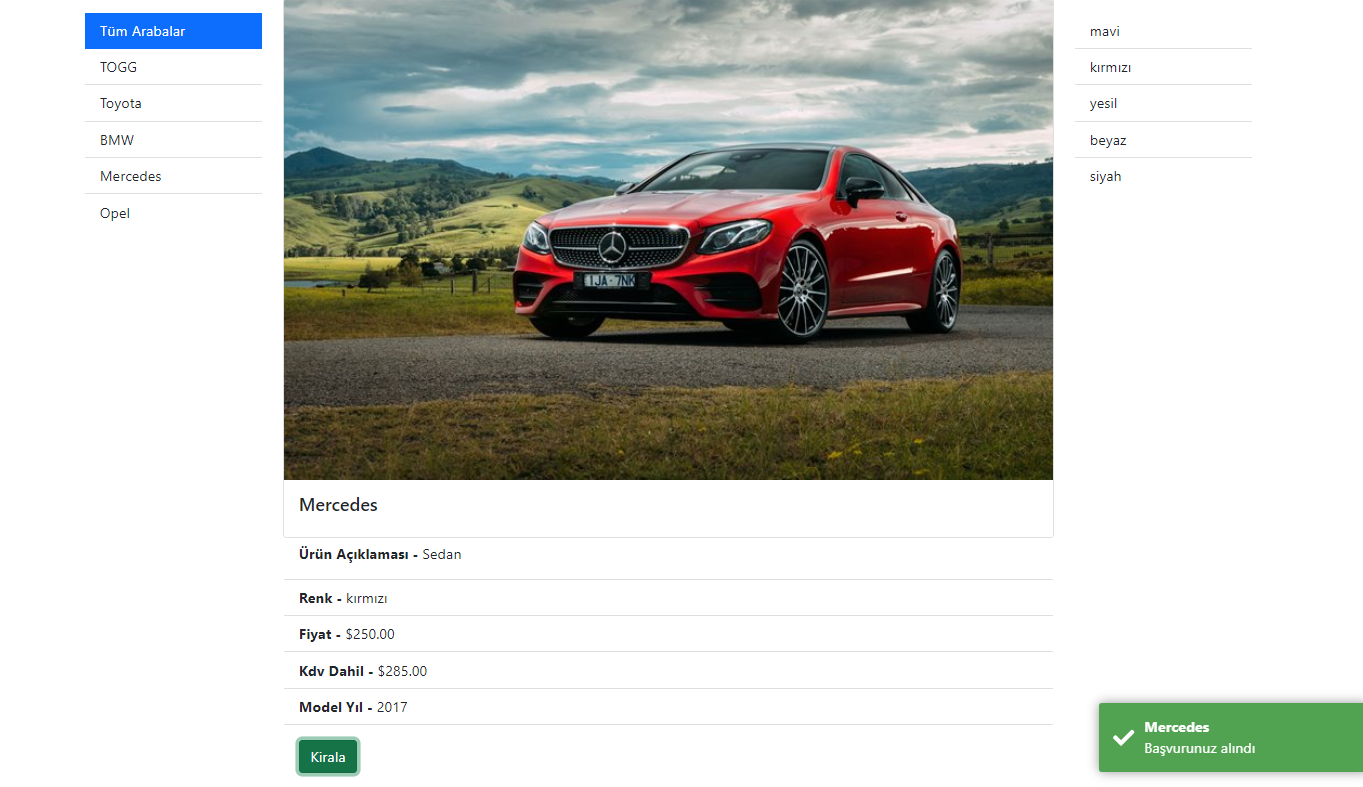 Tüm Arabalar
TOGG
Toyota
BMW
Mercedes
Opel
1JA·7NK
Mercedes
Ürün Açıklaması - Sedan
Renk - kırmızı
Fiyat - $250.00
Kdv Dahil - $285.00
Model Yıl - 2017
Kirala
mavi
kırmızı
yesil
beyaz
siyah
Mercedes
Başvurunuz alındı